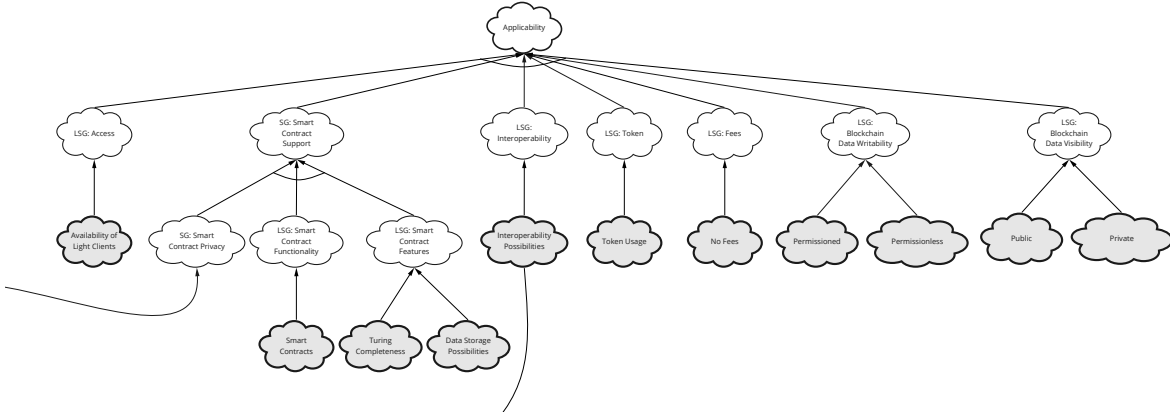 Applicability
LSG: Access
SG: Smart
Contract
Support
LSG:
Interoperability
LSG: Token
LSG: Fees
LSG:
Blockchain
Data Writability
LSG:
Blockchain
Data Visibility
Availability of
Light Clients
SG: Smart
Contract Privacy
LSG: Smart
Contract
Functionality
LSG: Smart
Contract
Features
Interoperability
Possibilities
Token Usage
No Fees
Permissioned
Permissionless
Public
Private
Smart
Contracts
Turing
Completeness
Data Storage
Possibilities